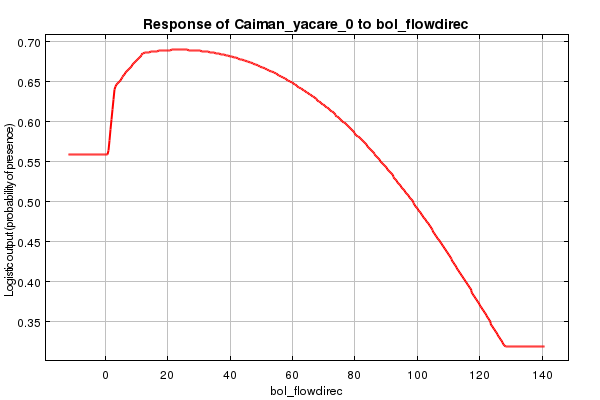 Response of Caiman_yacare_0 to bol_flowdirec
Logistic output (probability of presence)
0.70
0.65
0.60
0.55
0.50
0.45
0.40
0.35
0 20 40 60 80 100 120 140
bol_flowdirec